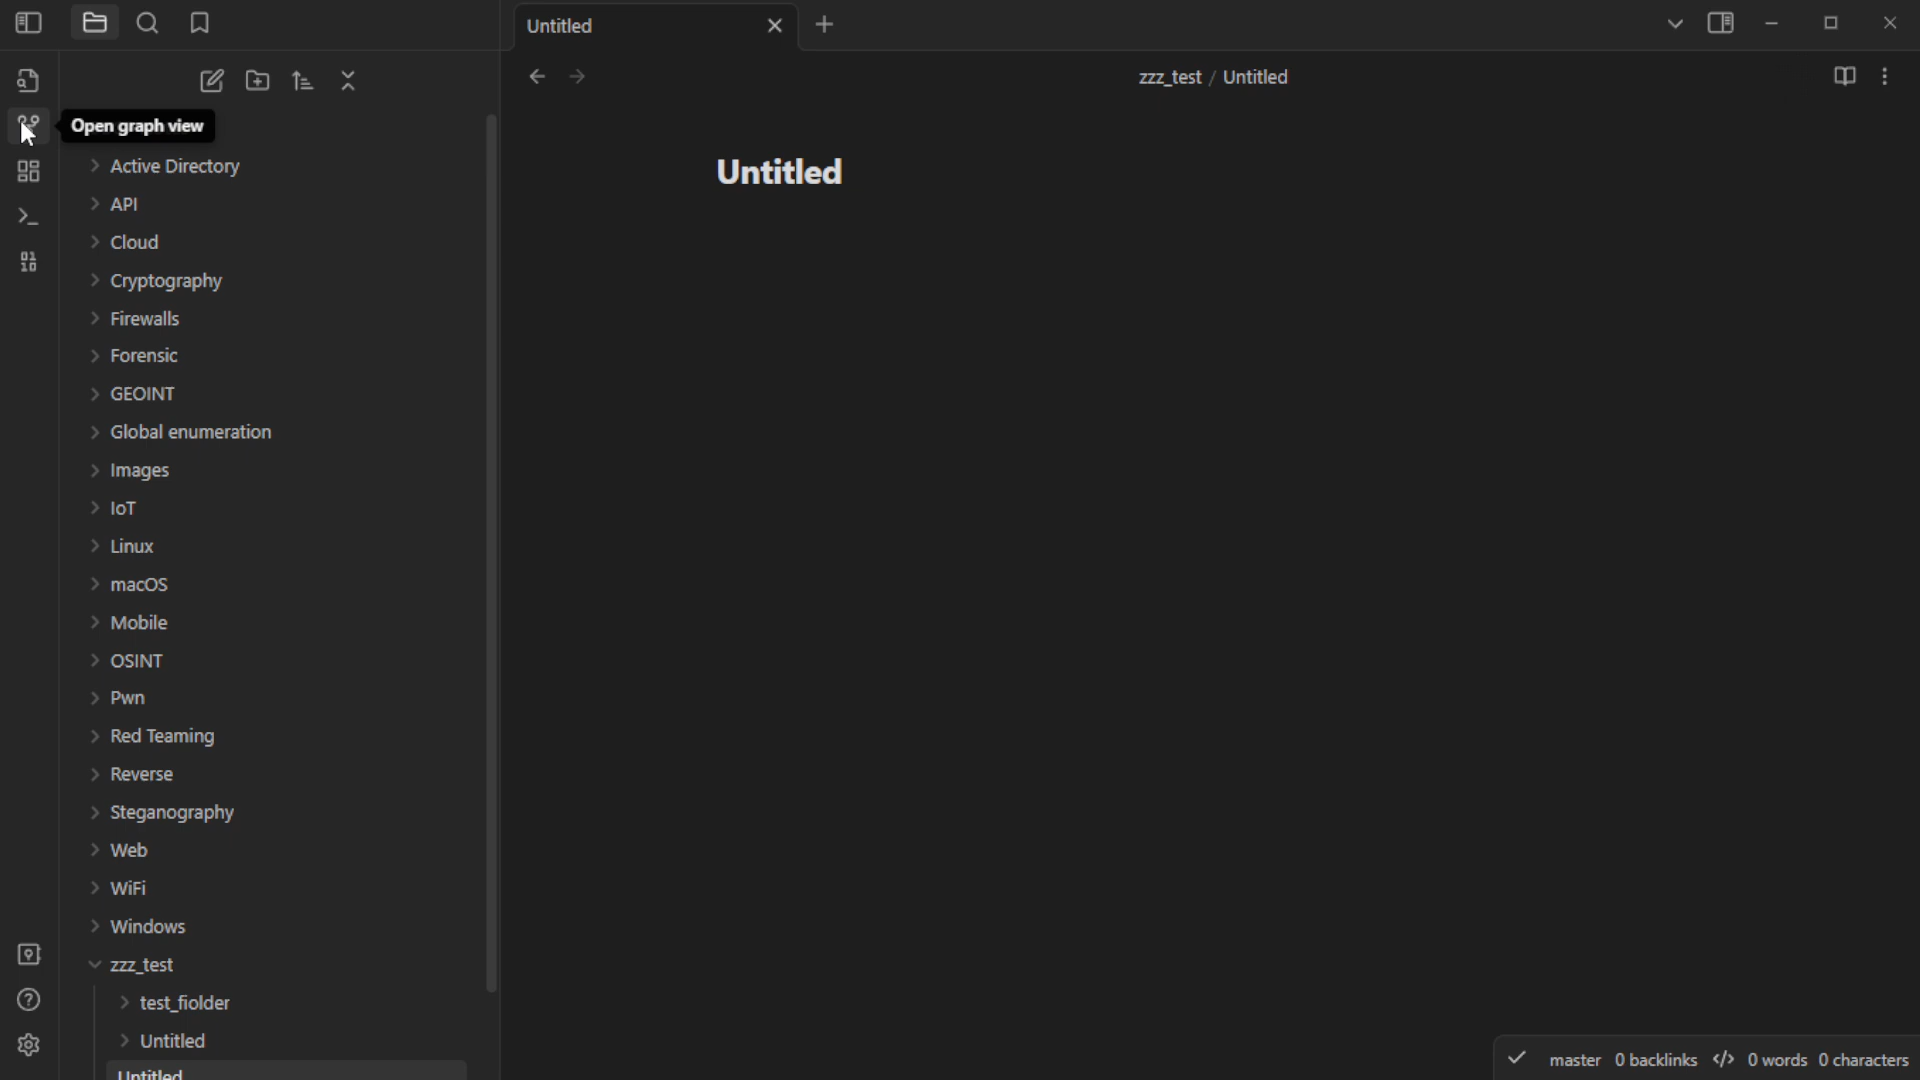 Untitled
zzz_test / Untitled
Open graph view
Active Directory
API
Cloud
Cryptography
Firewalls
Forensic
GEOINT
Global enumeration
Images
IoT
Linux
macOS
Mobile
OSINT
Pwn
Red Teaming
Reverse
Steganography
Web
WiFi
Windows
zzz_test
test_fiolder
Untitled
Untitled
Untitled
master 0 backlinks </> 0 words 0 characters